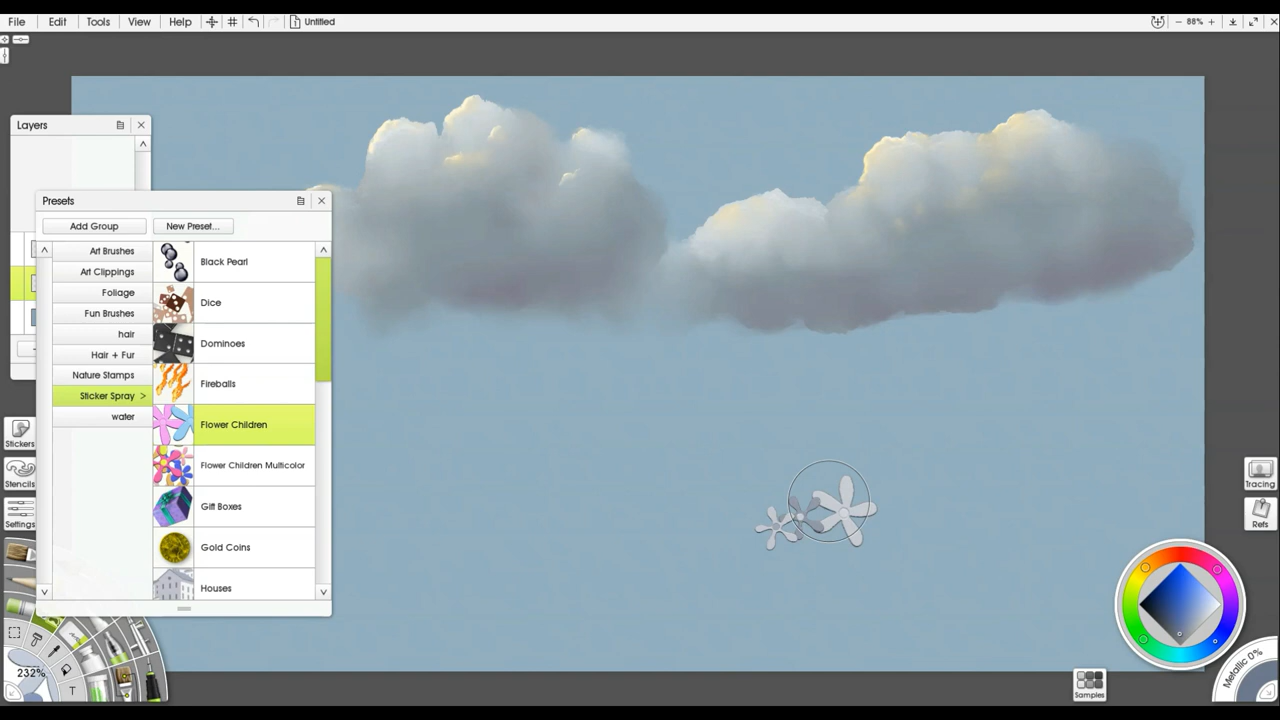 File Edit Tools View Help Untitled 88%
Layers
Presets
Add Group New Preset...
Art Brushes
Art Clippings
Foliage
Fun Brushes
hair
Hair + Fur
Nature Stamps
Sticker Spray >
water
Black Pearl
Dice
Dominoes
Fireballs
Flower Children
Flower Children Multicolor
Gift Boxes
Gold Coins
Houses
Stickers
Stencils
Settings
232%
T
Tracing
Refs
Samples
Metallic 0%